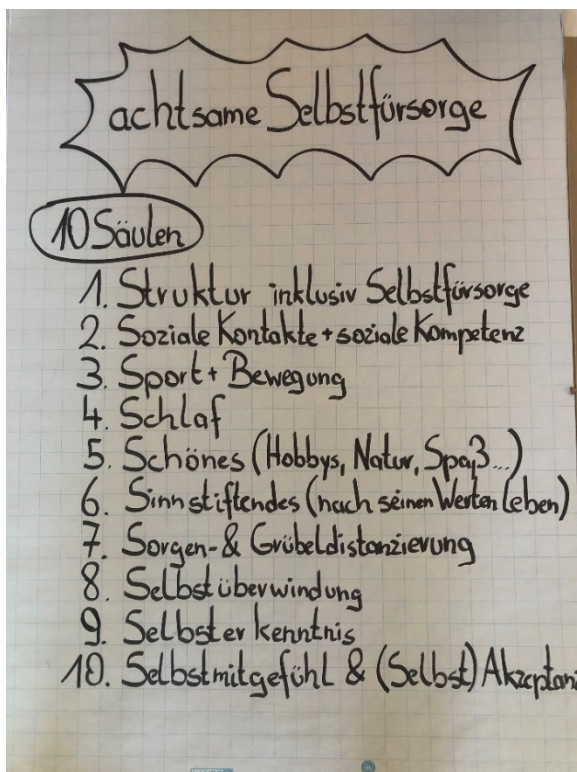 achtsame Selbstfürsorge
10 Säulen
1. Struktur inklusiv Selbstfürsorge
2. Soziale Kontakte + soziale Kompetenz
3. Sport + Bewegung
4. Schlaf
5. Schönes (Hobbys, Natur, Spaß...)
6. Sinnstiftendes (nach seinen Werten leben)
7. Sorgen- & Grübeldistanzierung
8. Selbstüberwindung
9. Selbsterkenntnis
10. Selbstmitgefühl & (Selbst) Akzeptanz